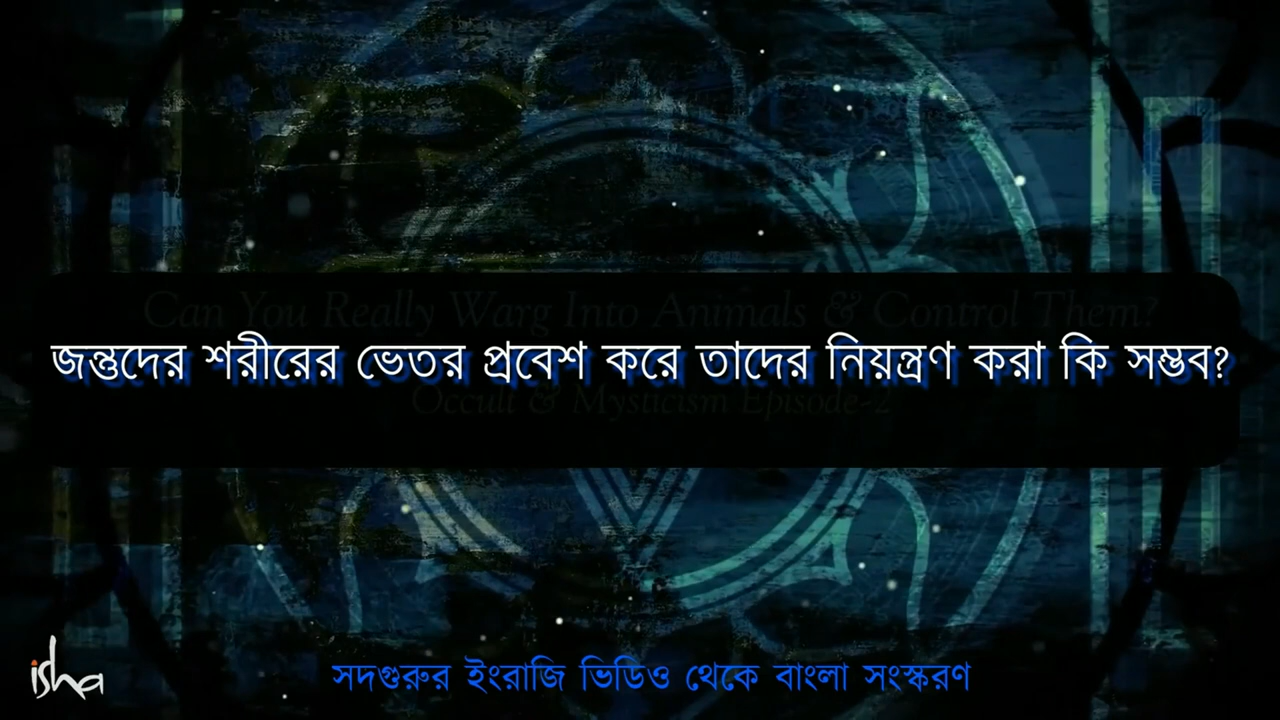 Can You Really Warg Into Animals & Control Them?
জন্তুদের শরীরের ভেতর প্রবেশ করে তাদের নিয়ন্ত্রণ করা কি সম্ভব?
Occult & Mysticism Episode-2
isha
সদগুরুর ইংরাজি ভিডিও থেকে বাংলা সংস্করণ